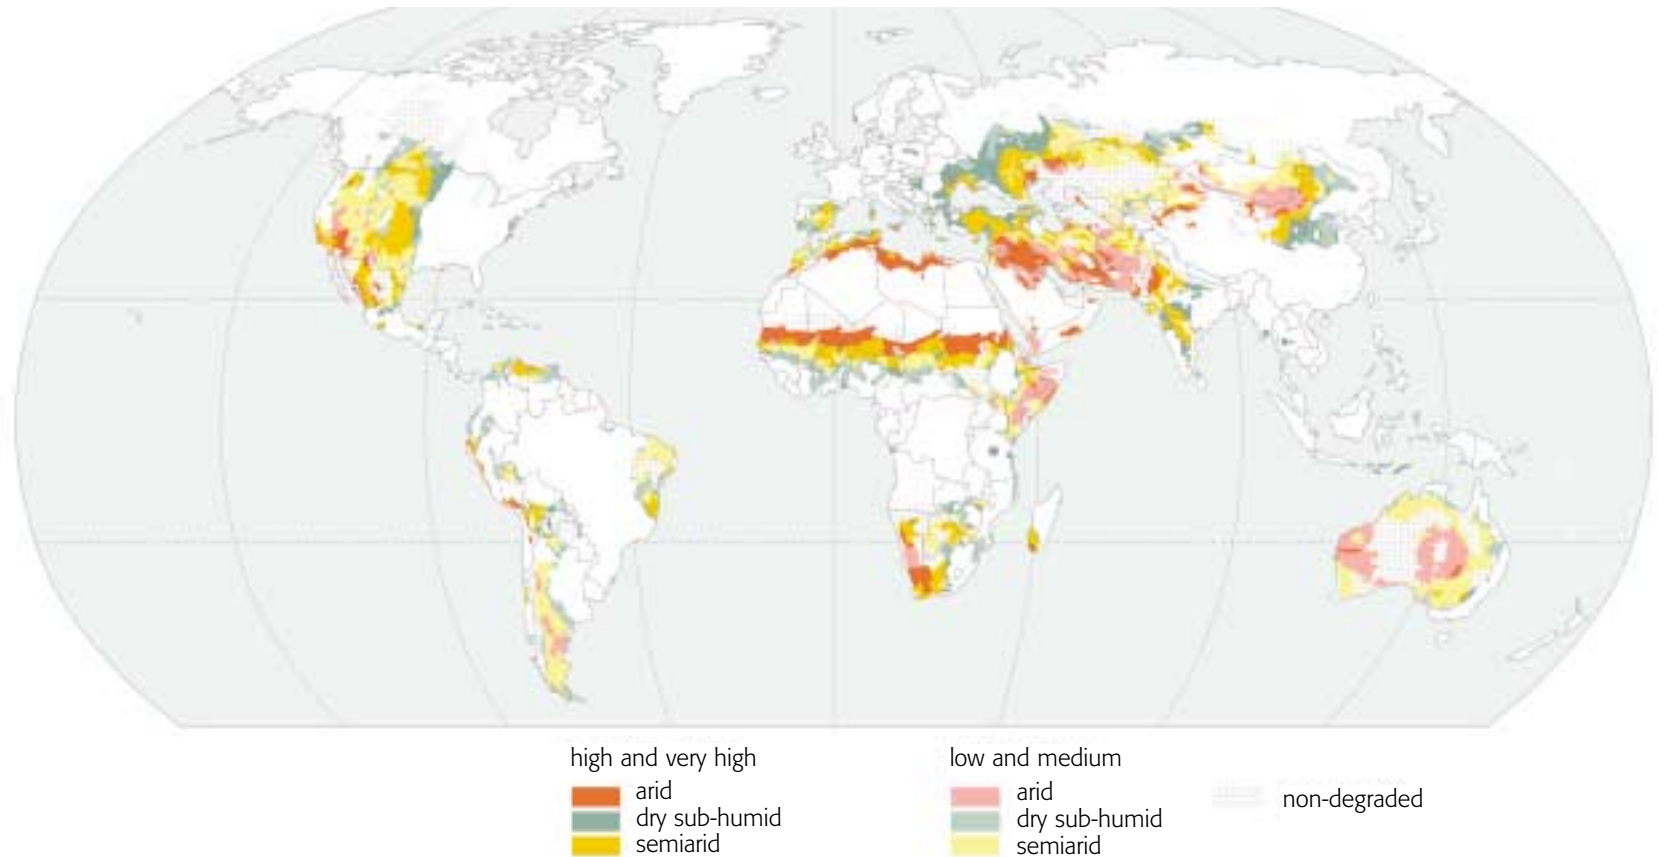 high and very high
arid
dry sub-humid
semiarid
low and medium
arid
dry sub-humid
semiarid
non-degraded